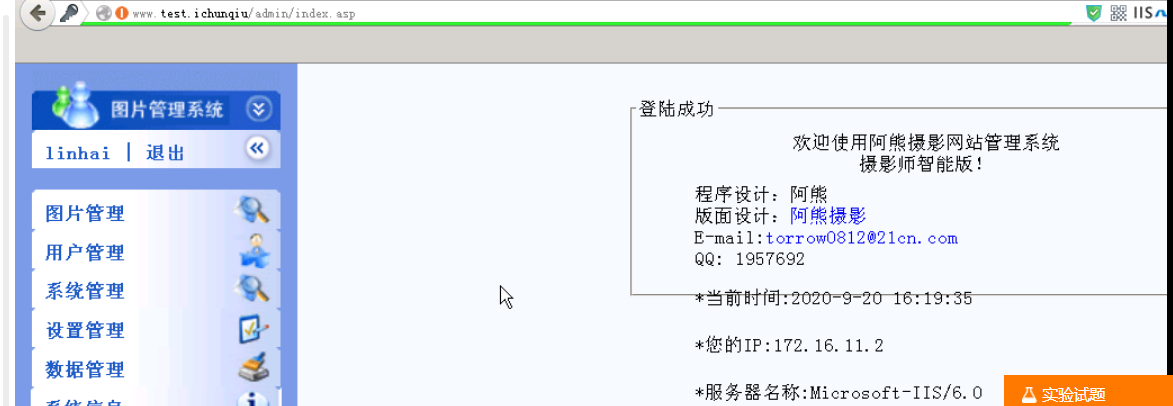 www.test.ichunqiu/admin/index.asp
IIS
图片管理系统
linhai | 退出
图片管理
用户管理
系统管理
设置管理
数据管理
系统信息
登陆成功
欢迎使用阿熊摄影网站管理系统
摄影师智能版！
程序设计：阿熊
版面设计：阿熊摄影
E-mail:torrow0812@21cn.com
QQ: 1957692
*当前时间:2020-9-20 16:19:35
*您的IP:172.16.11.2
*服务器名称:Microsoft-IIS/6.0
实验试题